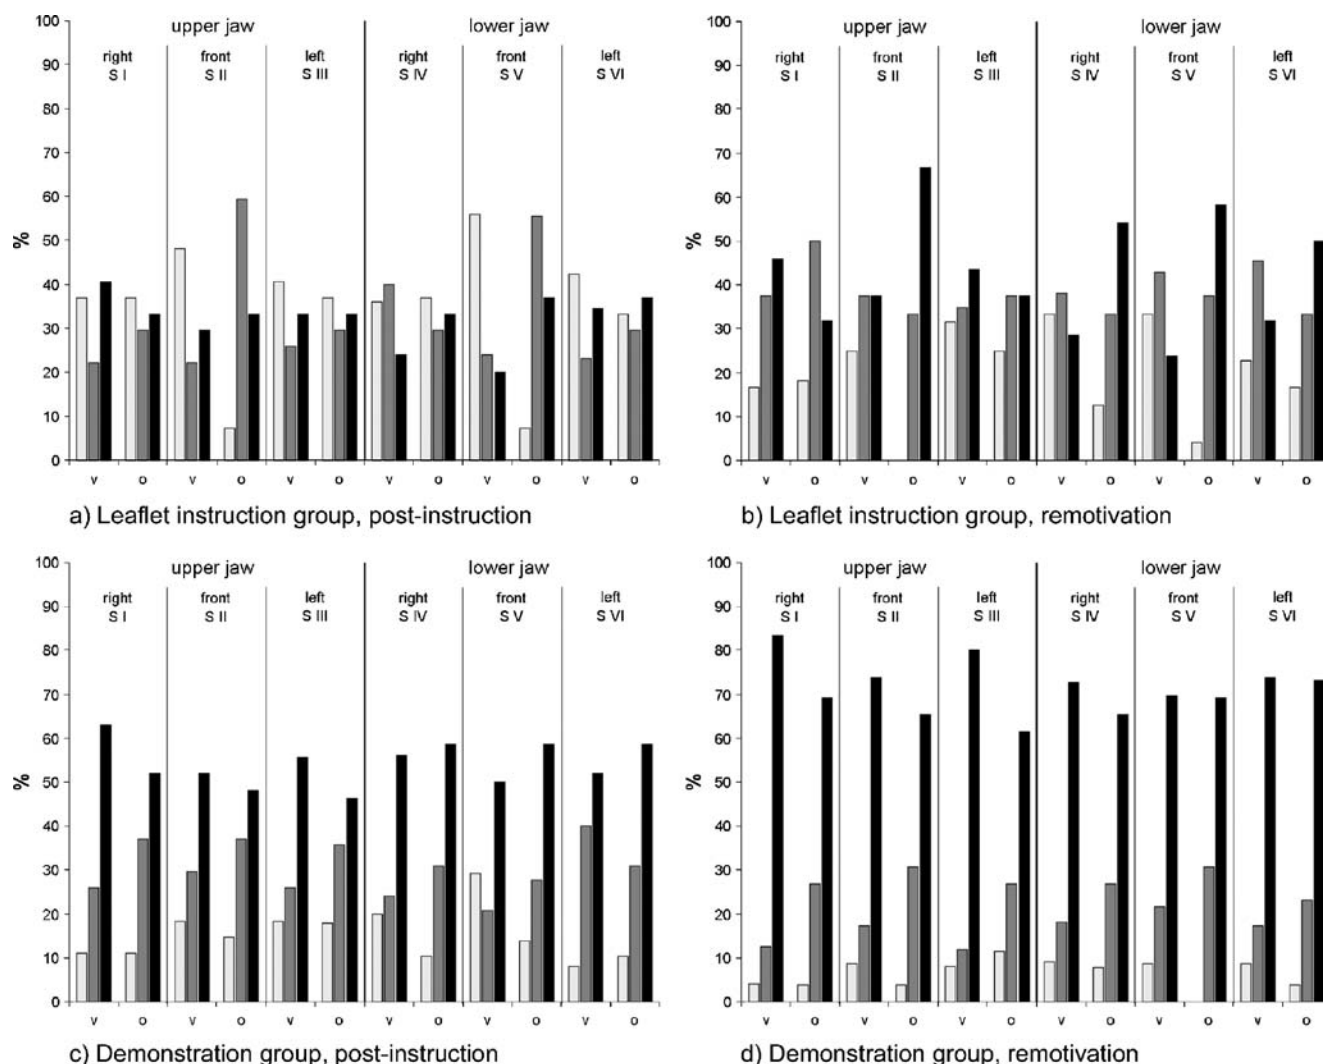 100
90
80
70
60
50
40
30
20
10
0
%
upper jaw lower jaw
right front left right front left
S I S II S III S IV S V S VI
v o v o v o v o v o v o
a) Leaflet instruction group, post-instruction
100
90
80
70
60
50
40
30
20
10
0
%
upper jaw lower jaw
right front left right front left
S I S II S III S IV S V S VI
v o v o v o v o v o v o
b) Leaflet instruction group, remotivation
100
90
80
70
60
50
40
30
20
10
0
%
upper jaw lower jaw
right front left right front left
S I S II S III S IV S V S VI
v o v o v o v o v o v o
c) Demonstration group, post-instruction
100
90
80
70
60
50
40
30
20
10
0
%
upper jaw lower jaw
right front left right front left
S I S II S III S IV S V S VI
v o v o v o v o v o v o
d) Demonstration group, remotivation